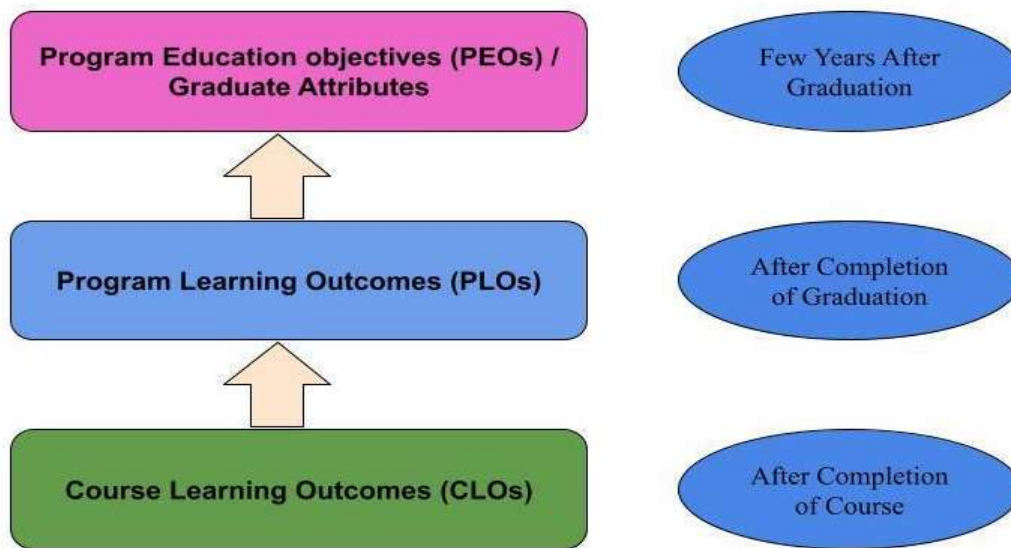 Program Education objectives (PEOs) /
Graduate Attributes
Few Years After
Graduation
Program Learning Outcomes (PLOs)
After Completion
of Graduation
Course Learning Outcomes (CLOs)
After Completion
of Course